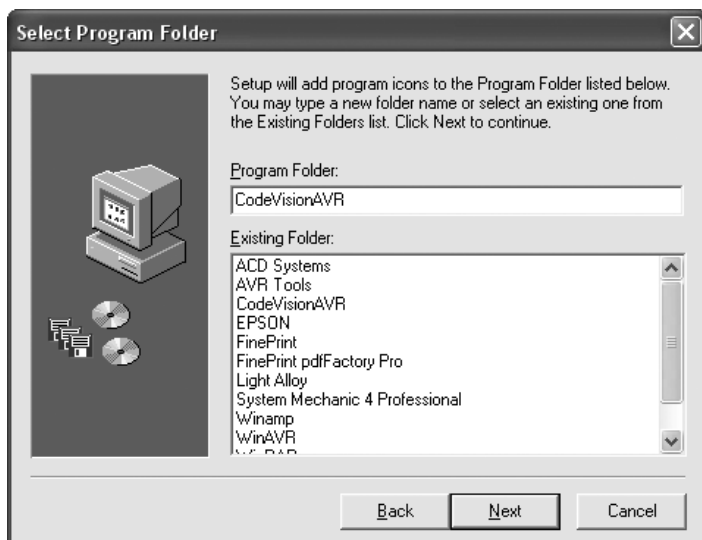 Select Program Folder
Setup will add program icons to the Program Folder listed below.
You may type a new folder name or select an existing one from
the Existing Folders list. Click Next to continue.
Program Folder:
CodeVisionAVR
Existing Folder:
ACD Systems
AVR Tools
CodeVisionAVR
EPSON
FinePrint
FinePrint pdfFactory Pro
Light Alloy
System Mechanic 4 Professional
Winamp
WinAVR
Back
Next
Cancel